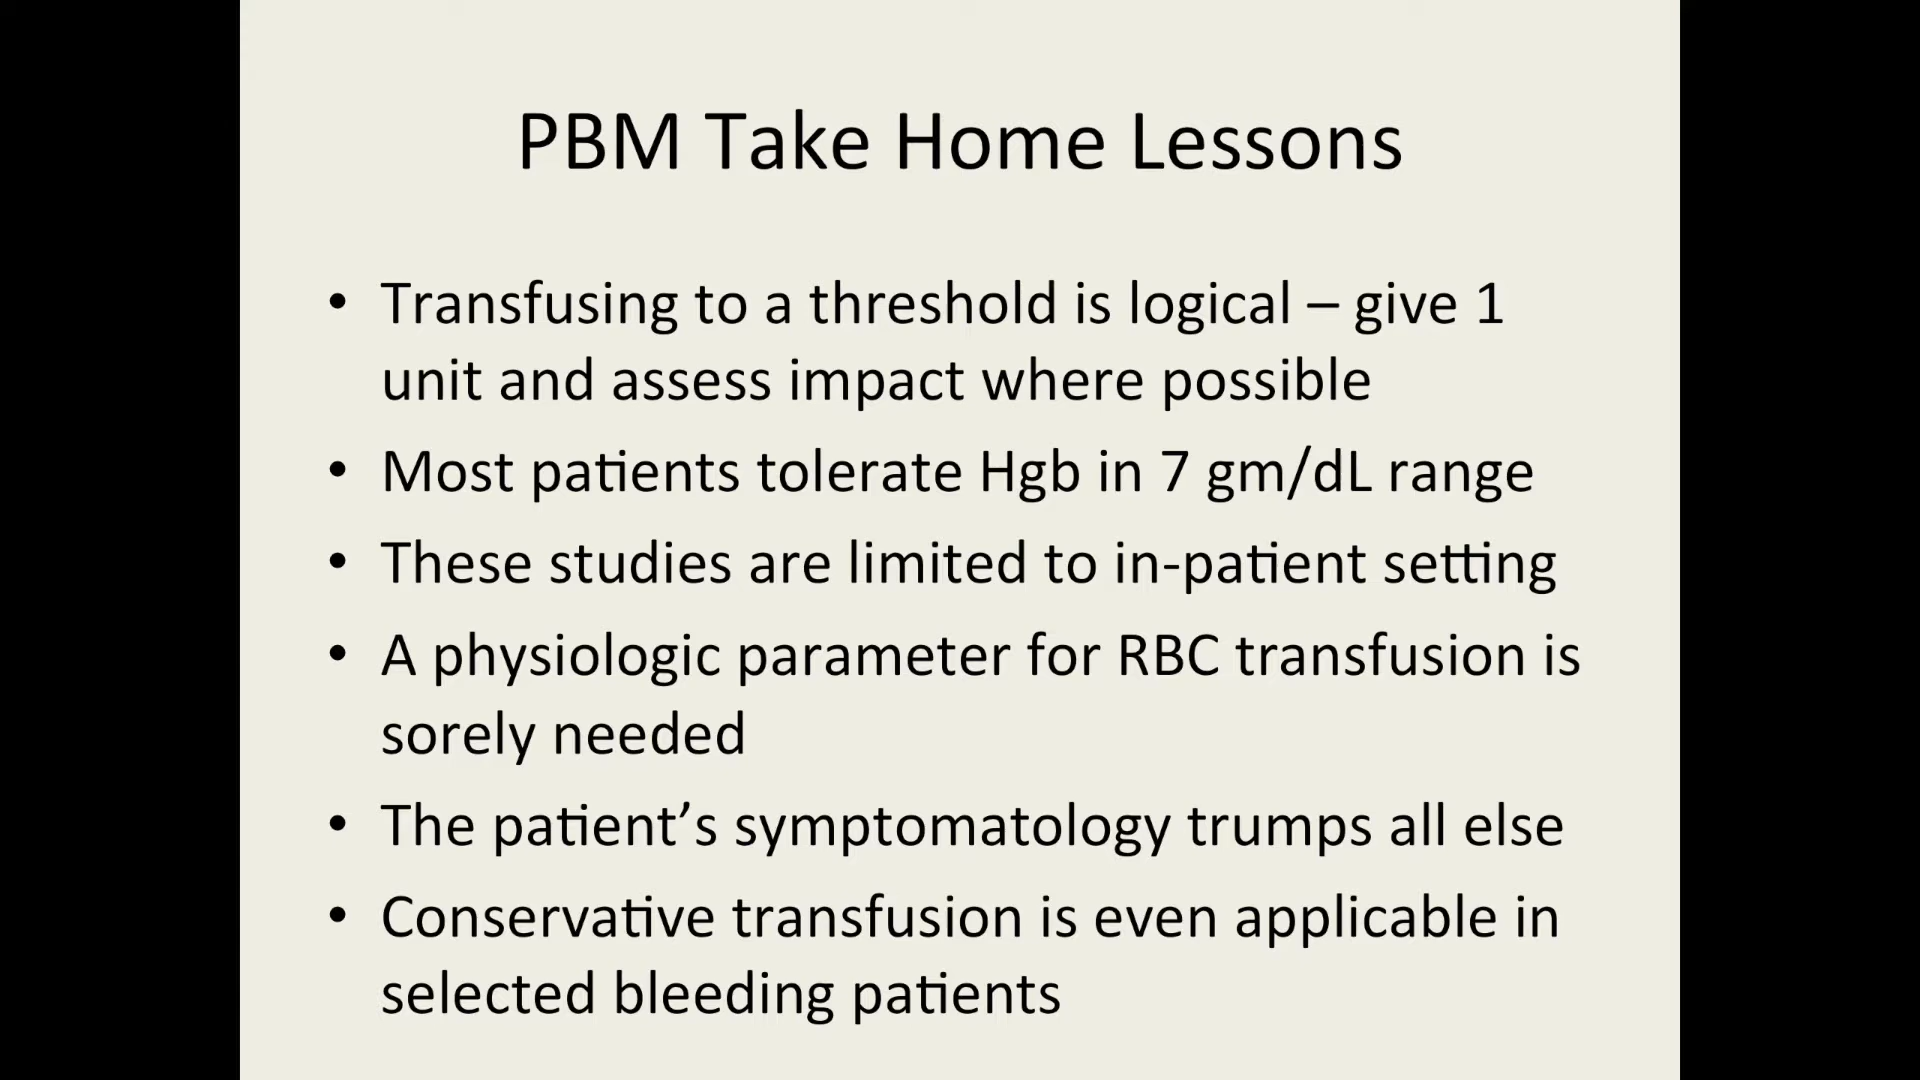 PBM Take Home Lessons
• Transfusing to a threshold is logical – give 1
unit and assess impact where possible
• Most patients tolerate Hgb in 7 gm/dL range
• These studies are limited to in-patient setting
• A physiologic parameter for RBC transfusion is
sorely needed
• The patient’s symptomatology trumps all else
• Conservative transfusion is even applicable in
selected bleeding patients